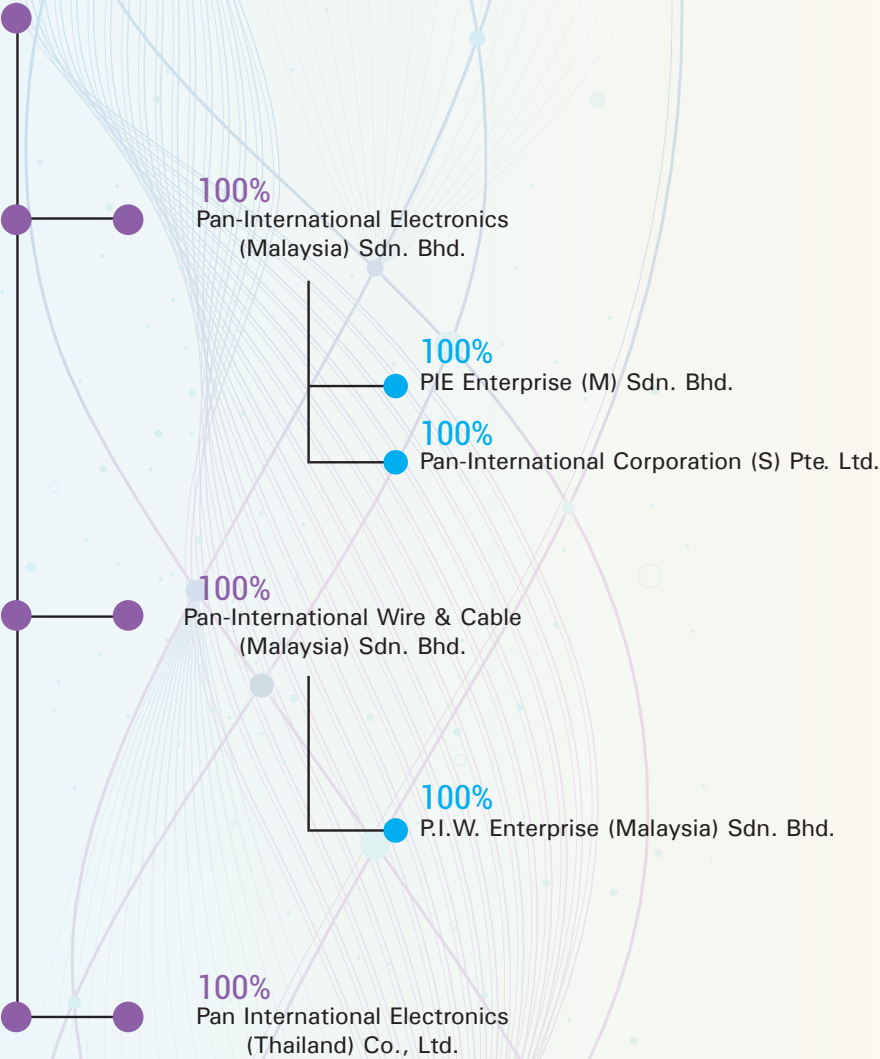 100%
Pan-International Electronics
(Malaysia) Sdn. Bhd.
100%
PIE Enterprise (M) Sdn. Bhd.
100%
Pan-International Corporation (S) Pte. Ltd.
100%
Pan-International Wire & Cable
(Malaysia) Sdn. Bhd.
100%
P.I.W. Enterprise (Malaysia) Sdn. Bhd.
100%
Pan International Electronics
(Thailand) Co., Ltd.